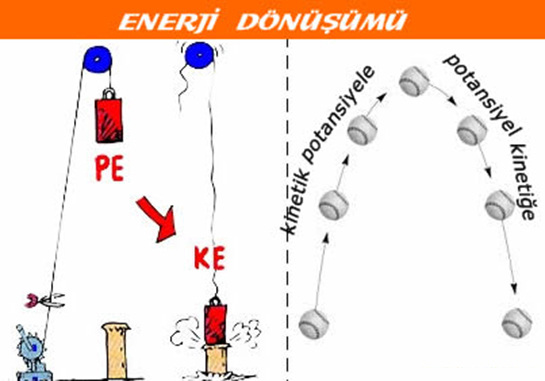 ENERJİ DÖNÜŞÜMÜ
PE
KE
kinetik potansiyele
potansiyel kinetiğe